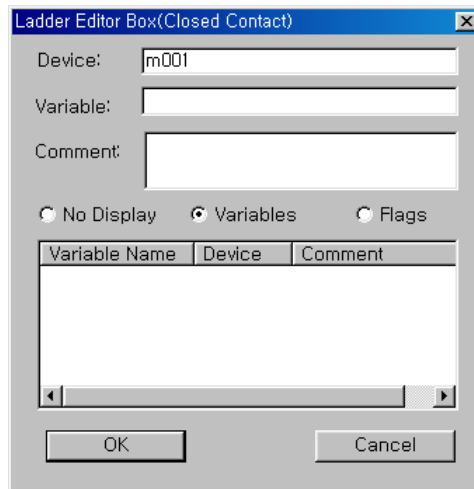 Ladder Editor Box(Closed Contact)
Device: m001
Variable:
Comment:
No Display Variables Flags
Variable Name Device Comment
OK Cancel